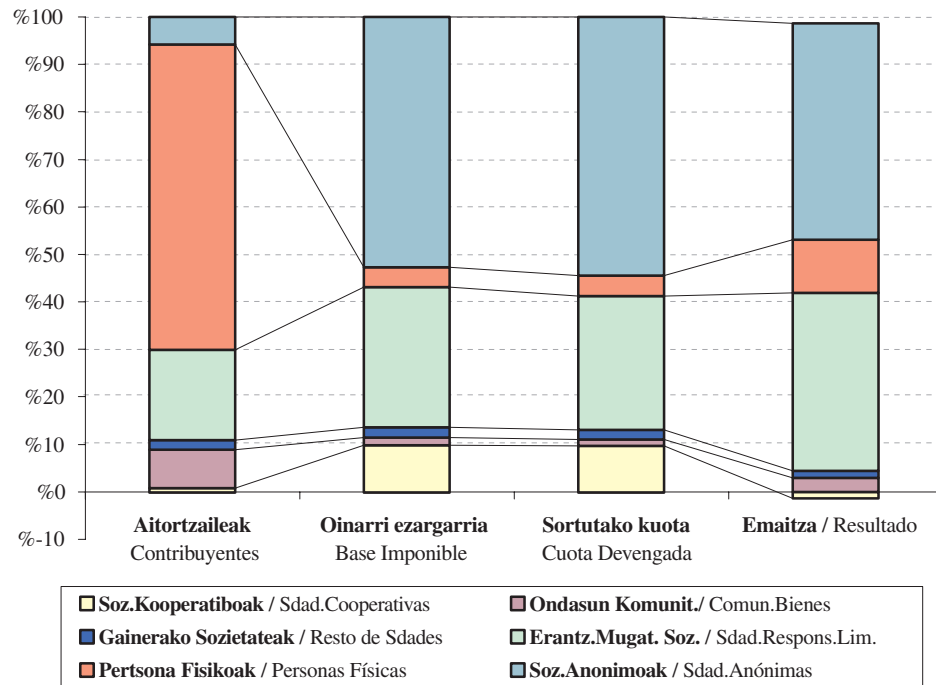 %100
%90
%80
%70
%60
%50
%40
%30
%20
%10
%0
%-10
Aitortzaileak
Contribuyentes
Oinarri ezargarria
Base Imponible
Sortutako kuota
Cuota Devengada
Emaitza / Resultado
Soz.Kooperatiboak / Sdad.Cooperativas
Ondasun Komunit./ Comun.Bienes
Gainerako Sozietateak / Resto de Sdades
Erantz.Mugat. Soz. / Sdad.Respons.Lim.
Pertsona Fisikoak / Personas Físicas
Soz.Anonimoak / Sdad.Anónimas